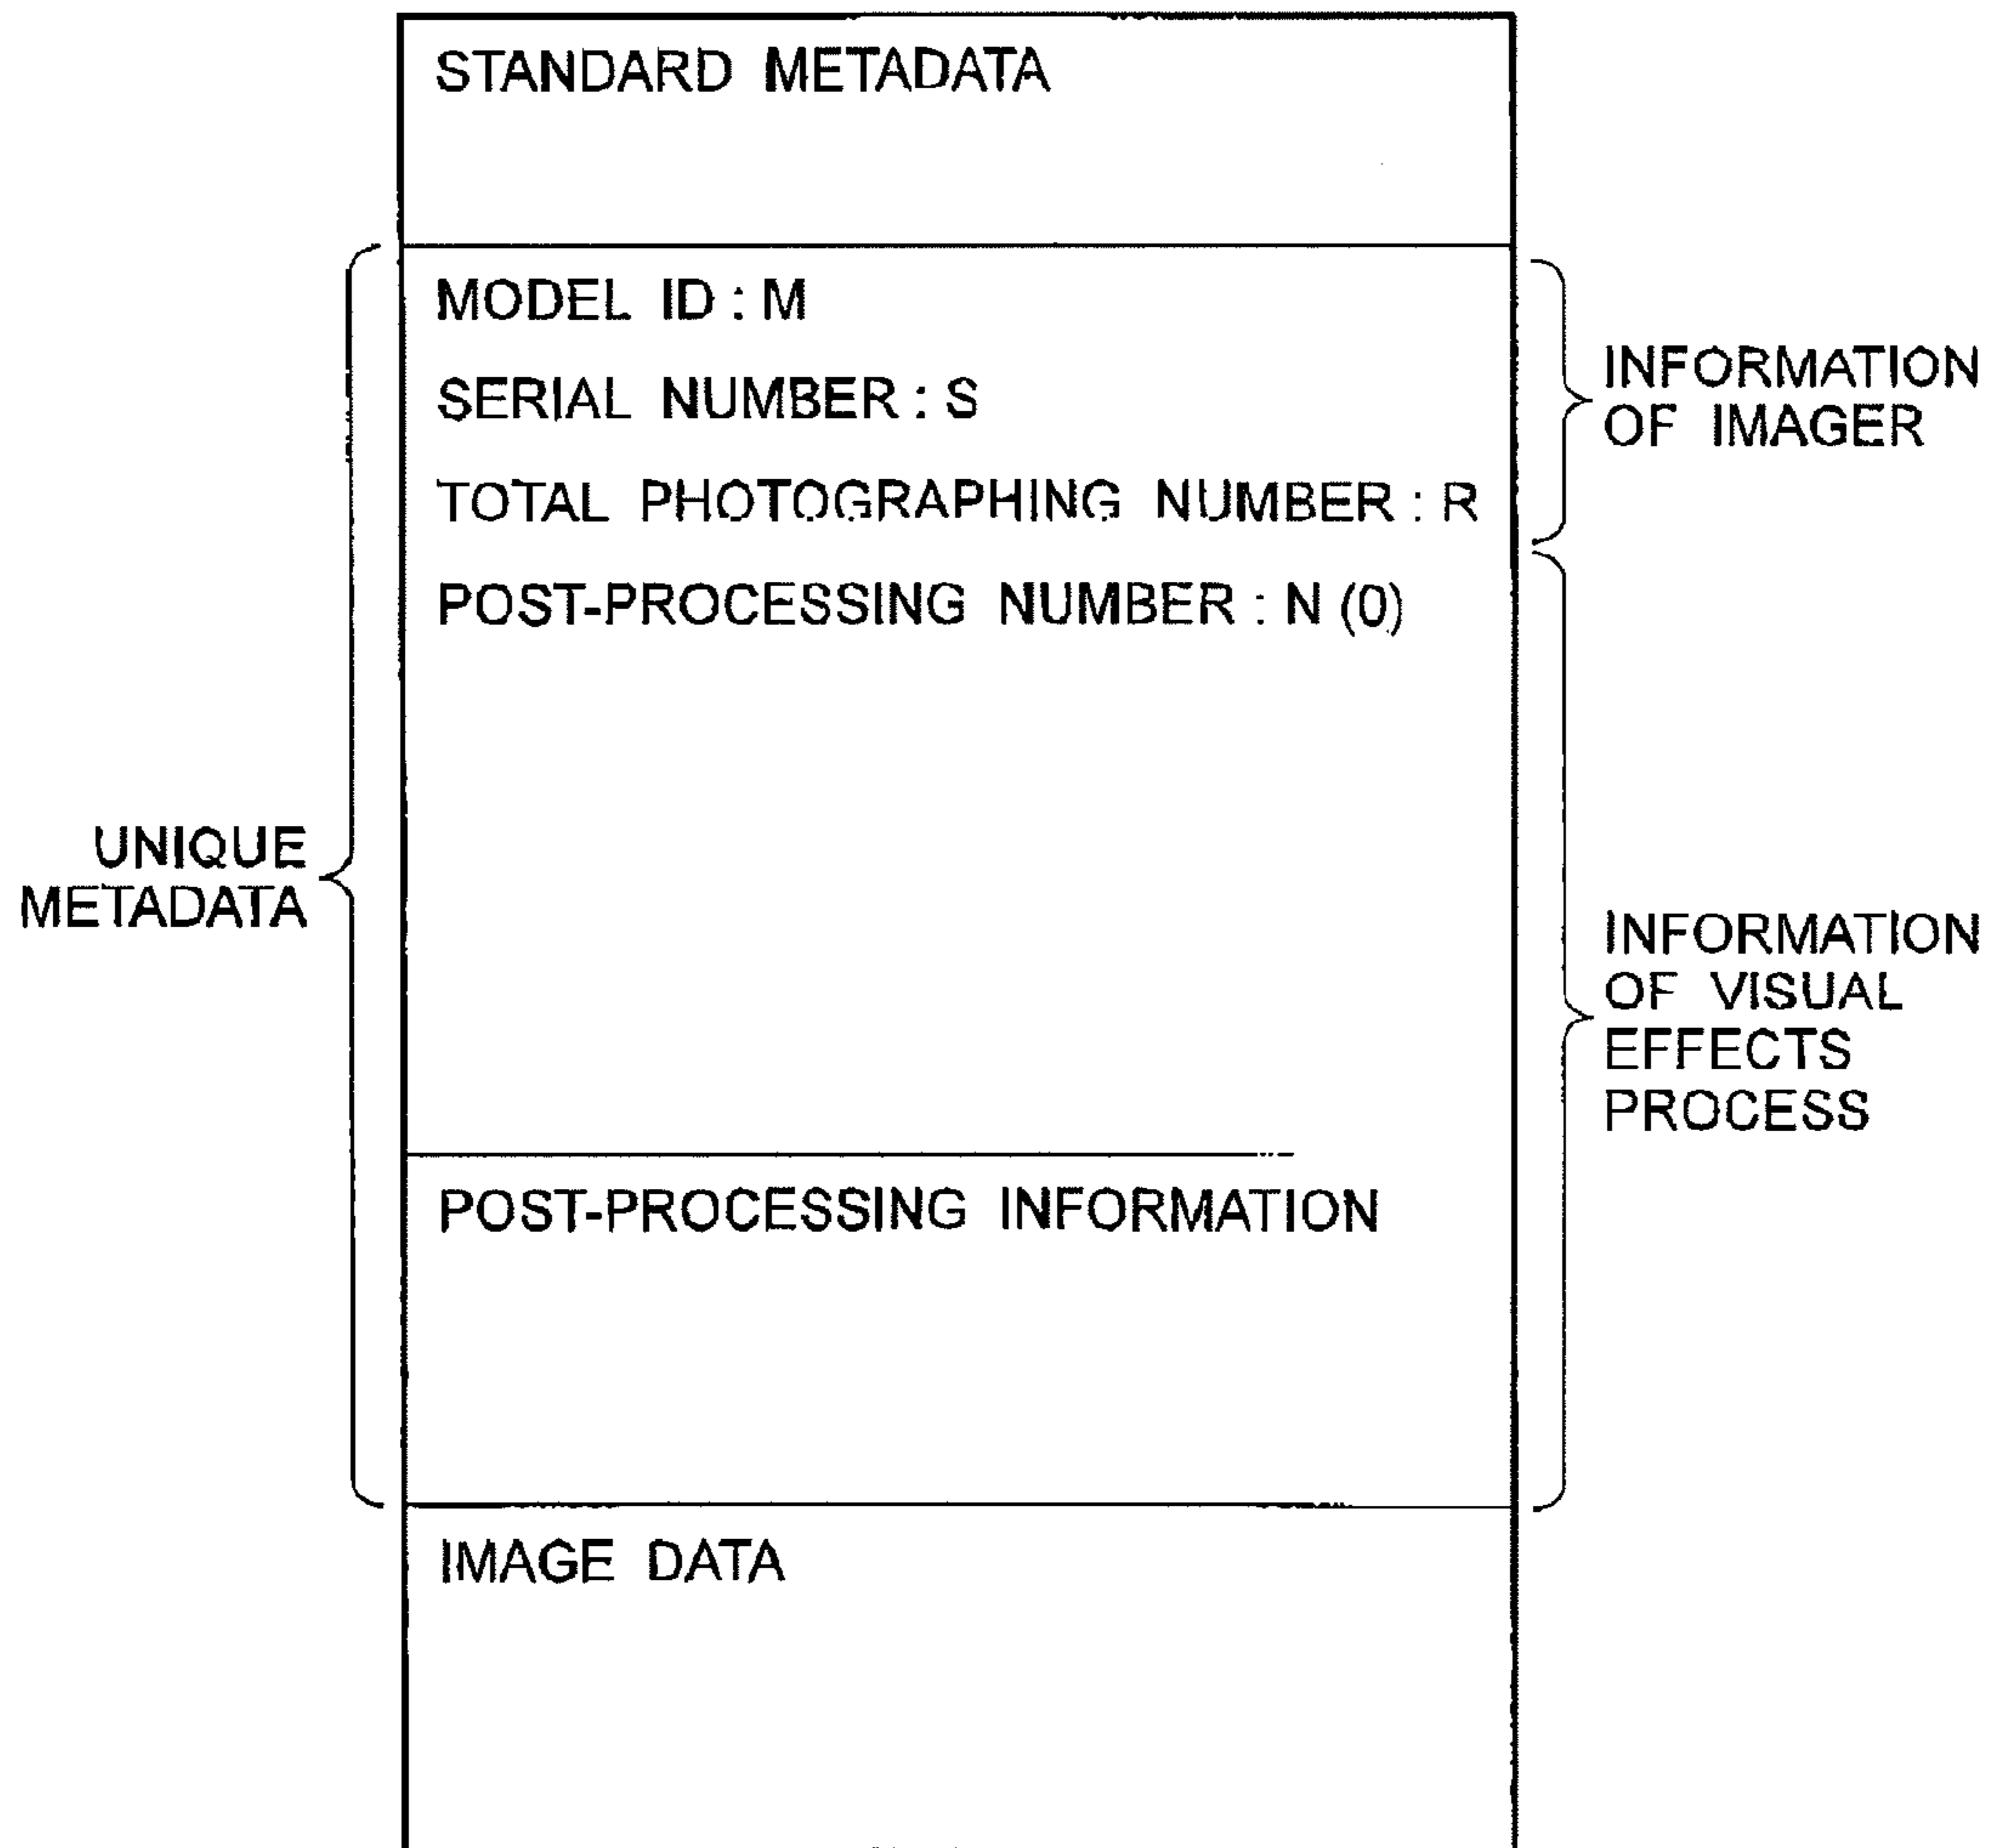 STANDARD METADATA
MODEL ID : M
SERIAL NUMBER : S
TOTAL PHOTOGRAPHING NUMBER : R
POST-PROCESSING NUMBER : N (0)
POST-PROCESSING INFORMATION
IMAGE DATA
UNIQUE
METADATA
INFORMATION
OF IMAGER
INFORMATION
OF VISUAL
EFFECTS
PROCESS